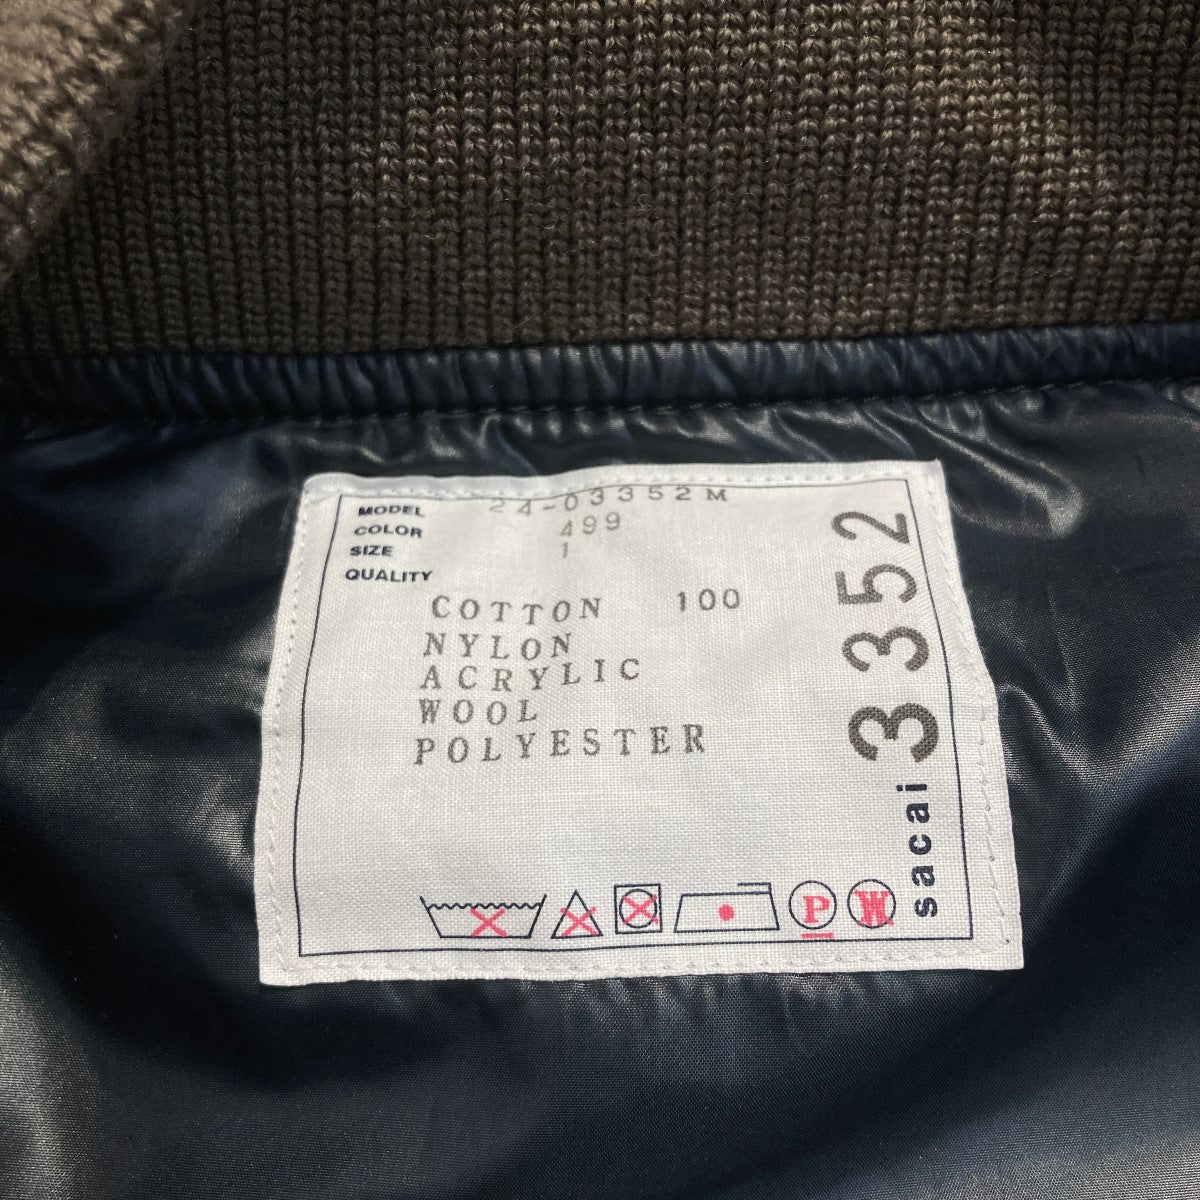 MODEL 24-03352M
COLOR 499
SIZE 1
QUALITY
COTTON 100
NYLON
ACRYLIC
WOOL
POLYESTER
P W
sacai 3352